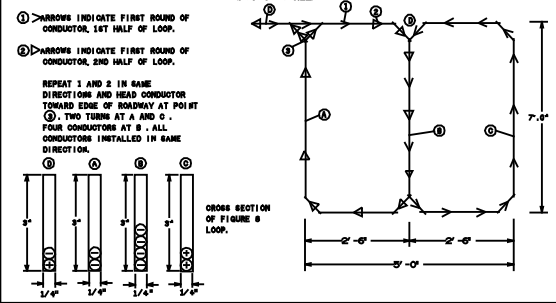 ① ARROWS INDICATE FIRST ROUND OF
CONDUCTOR, 1ST HALF OF LOOP.
② ARROWS INDICATE FIRST ROUND OF
CONDUCTOR, 2ND HALF OF LOOP.
REPEAT 1 AND 2 IN SAME
DIRECTIONS AND HEAD CONDUCTOR
TOWARD EDGE OF ROADWAY AT POINT
③. TWO TURNS AT A AND C.
FOUR CONDUCTORS AT B. ALL
CONDUCTORS INSTALLED IN SAME
DIRECTION.
D A B C
3" 3" 3" 3"
1/4" 1/4" 1/4" 1/4"
CROSS SECTION
OF FIGURE 8
LOOP.
D 1 2 D
3
A B C
7'.0"
2'-6" 2'-6"
5'-0"